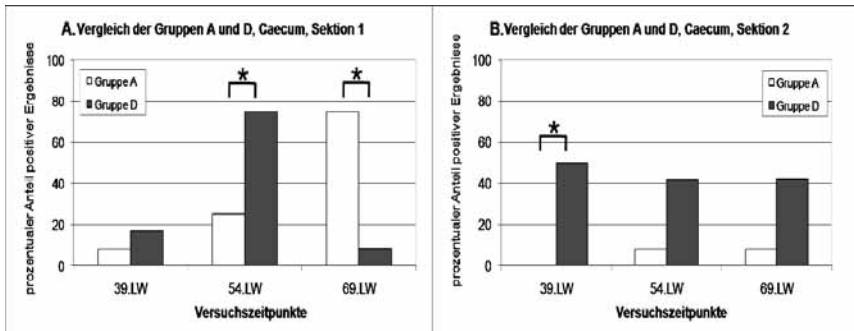 A. Vergleich der Gruppen A und D, Caecum, Sektion 1
prozentualer Anteil positiver Ergebnisse
100
80
60
40
20
0
Gruppe A
Gruppe D
*
*
39.LW 54.LW 69.LW
Versuchszeitpunkte
B. Vergleich der Gruppen A und D, Caecum, Sektion 2
prozentualer Anteil positiver Ergebnisse
100
80
60
40
20
0
Gruppe A
Gruppe D
*
39.LW 54.LW 69.LW
Versuchszeitpunkte